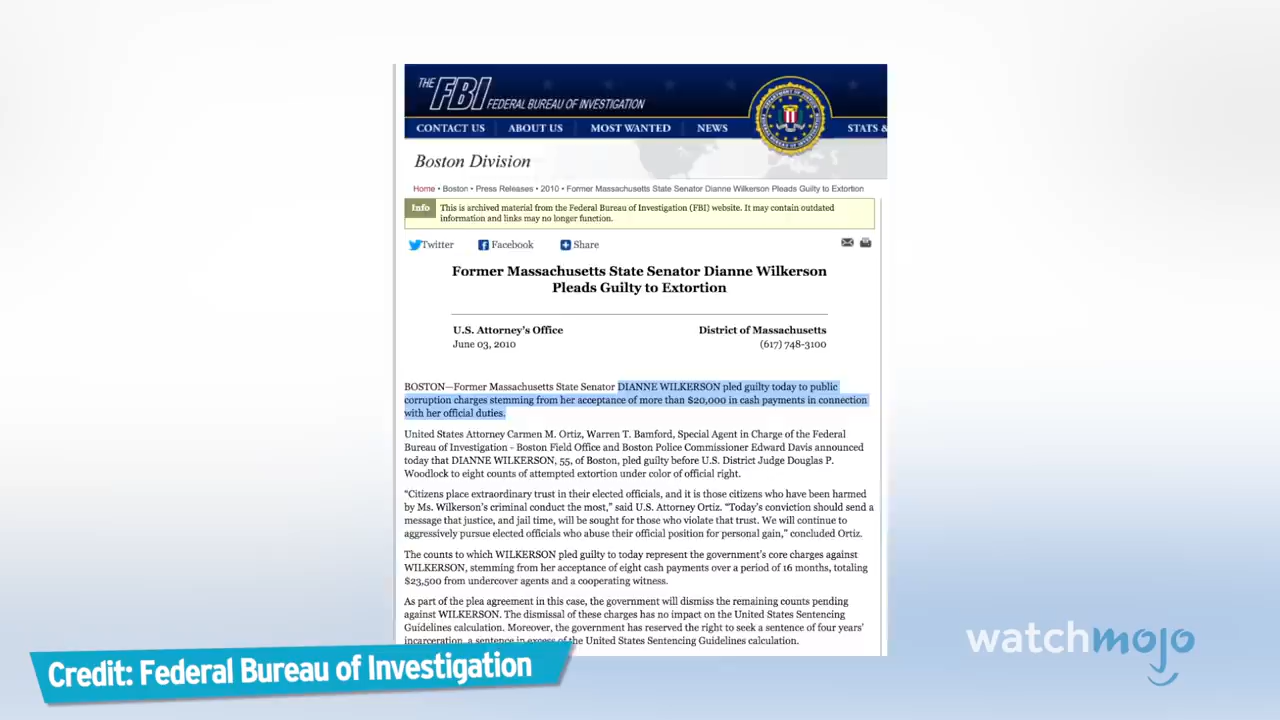 THE FBI FEDERAL BUREAU OF INVESTIGATION
CONTACT US ABOUT US MOST WANTED NEWS STATS &
Boston Division
Home • Boston • Press Releases • 2010 • Former Massachusetts State Senator Dianne Wilkerson Pleads Guilty to Extortion
Info This is archived material from the Federal Bureau of Investigation (FBI) website. It may contain outdated
information and links may no longer function.
Twitter Facebook Share
Former Massachusetts State Senator Dianne Wilkerson
Pleads Guilty to Extortion
U.S. Attorney's Office District of Massachusetts
June 03, 2010 (617) 748-3100
BOSTON—Former Massachusetts State Senator DIANNE WILKERSON pled guilty today to public
corruption charges stemming from her acceptance of more than $20,000 in cash payments in connection
with her official duties.
United States Attorney Carmen M. Ortiz, Warren T. Bamford, Special Agent in Charge of the Federal
Bureau of Investigation - Boston Field Office and Boston Police Commissioner Edward Davis announced
today that DIANNE WILKERSON, 55, of Boston, pled guilty before U.S. District Judge Douglas P.
Woodlock to eight counts of attempted extortion under color of official right.
“Citizens place extraordinary trust in their elected officials, and it is those citizens who have been harmed
by Ms. Wilkerson's criminal conduct the most,” said U.S. Attorney Ortiz. “Today's conviction should send a
message that justice, and jail time, will be sought for those who violate that trust. We will continue to
aggressively pursue elected officials who abuse their official position for personal gain,” concluded Ortiz.
The counts to which WILKERSON pled guilty to today represent the government's core charges against
WILKERSON, stemming from her acceptance of eight cash payments over a period of 16 months, totaling
$23,500 from undercover agents and a cooperating witness.
As part of the plea agreement in this case, the government will dismiss the remaining counts pending
against WILKERSON. The dismissal of these charges has no impact on the United States Sentencing
Guidelines calculation. Moreover, the government has reserved the right to seek a sentence of four years'
incarceration, a sentence in excess of the United States Sentencing Guidelines calculation.
Credit: Federal Bureau of Investigation
watchmojo